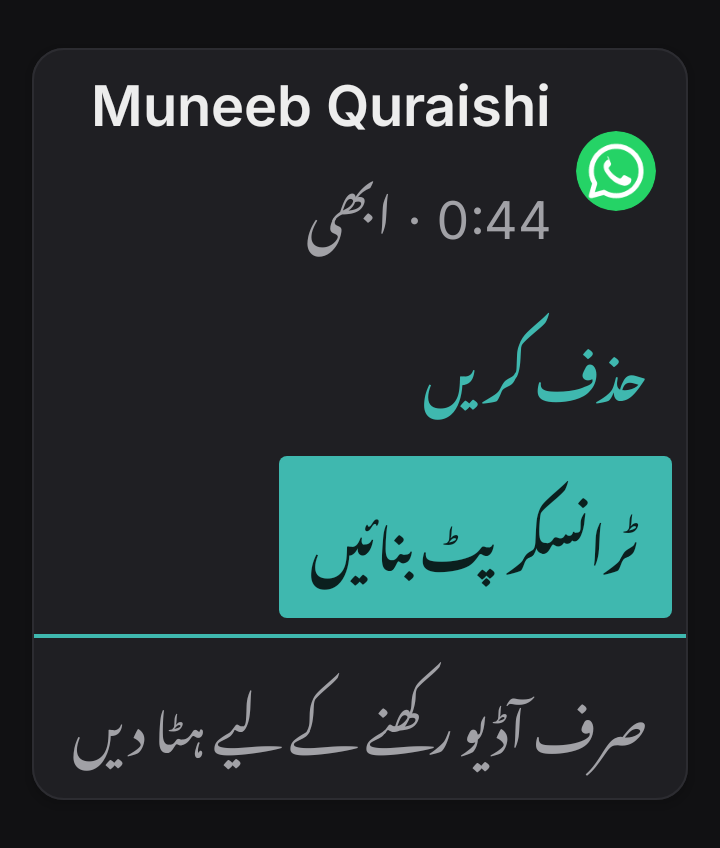 Muneeb Quraishi
0:44 · ابھی
حذف کریں
ٹرانسکرپٹ بنائیں
صرف آڈیو رکھنے کے لیے ہٹا دیں